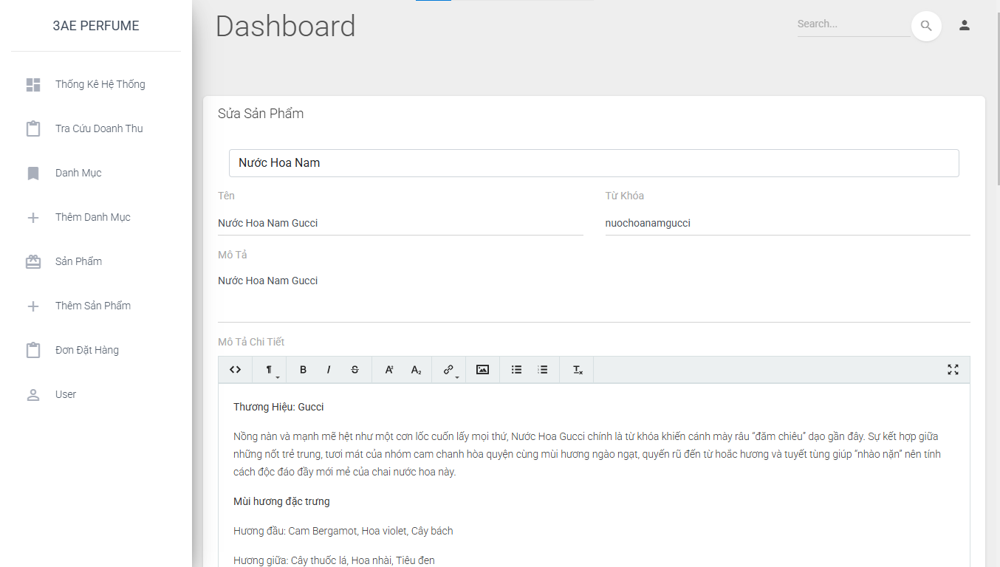 3AE PERFUME
Dashboard
Search...
Thống Kê Hệ Thống
Tra Cứu Doanh Thu
Danh Mục
Thêm Danh Mục
Sản Phẩm
Thêm Sản Phẩm
Đơn Đặt Hàng
User
Sửa Sản Phẩm
Nước Hoa Nam
Tên
Từ Khóa
Nước Hoa Nam Gucci
nuochoanamgucci
Mô Tả
Nước Hoa Nam Gucci
Mô Tả Chi Tiết
Thương Hiệu: Gucci
Nồng nàn và mạnh mẽ hệt như một cơn lốc cuốn lấy mọi thứ, Nước Hoa Gucci chính là từ khóa khiến cánh mày râu “đăm chiêu” dạo gần đây. Sự kết hợp giữa
những nốt trẻ trung, tươi mát của nhóm cam chanh hòa quyện cùng mùi hương ngào ngạt, quyến rũ đến từ hoắc hương và tuyết tùng giúp “nhào nặn” nên tính
cách độc đáo đầy mới mẻ của chai nước hoa này.
Mùi hương đặc trưng
Hương đầu: Cam Bergamot, Hoa violet, Cây bách
Hương giữa: Cây thuốc lá, Hoa nhài, Tiêu đen